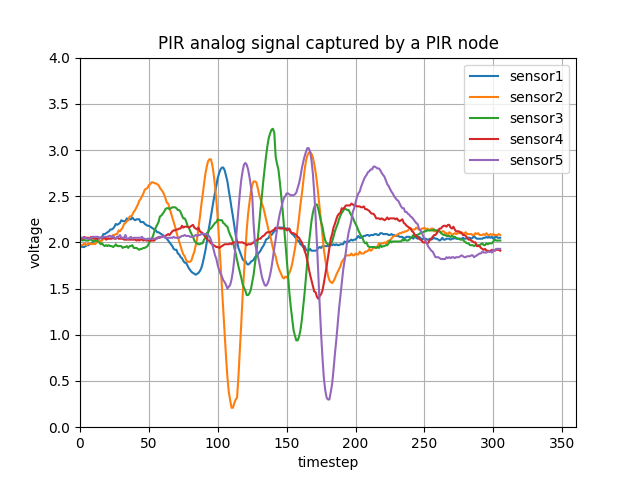 PIR analog signal captured by a PIR node
4.0
3.5
3.0
2.5
2.0
1.5
1.0
0.5
0.0
voltage
0 50 100 150 200 250 300 350
timestep
sensor1
sensor2
sensor3
sensor4
sensor5